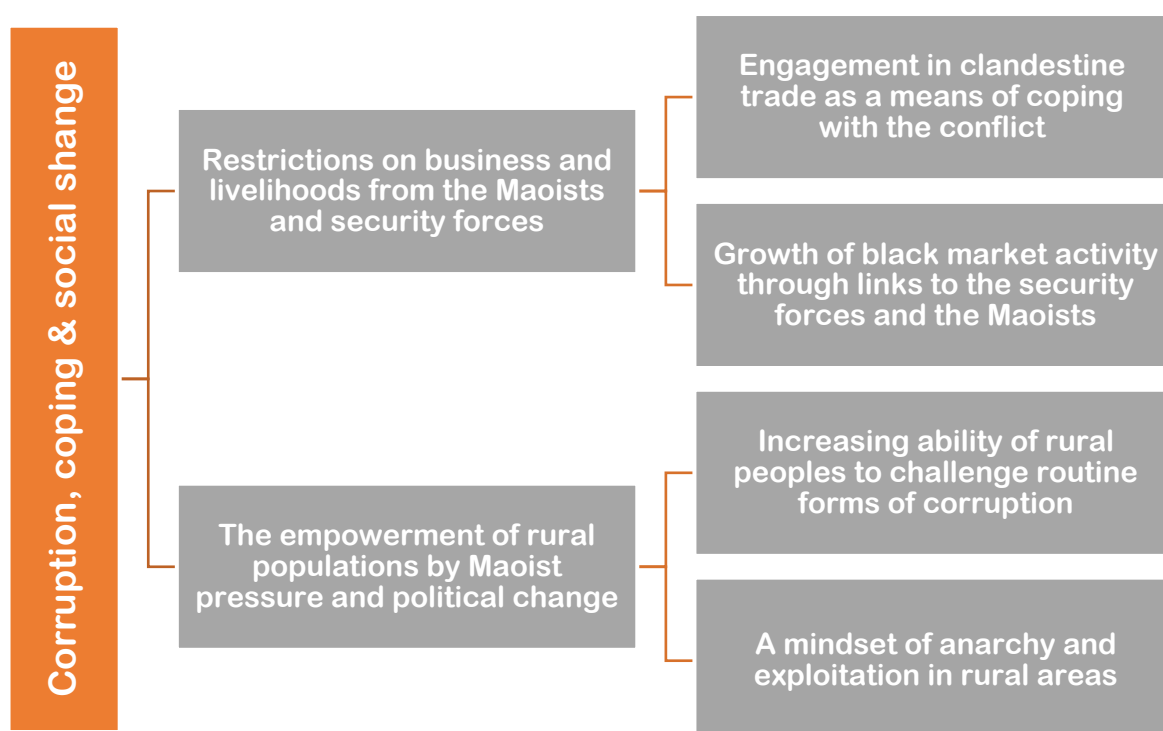 Corruption, coping & social shange
Restrictions on business and
livelihoods from the Maoists
and security forces
Engagement in clandestine
trade as a means of coping
with the conflict
Growth of black market activity
through links to the security
forces and the Maoists
The empowerment of rural
populations by Maoist
pressure and political change
Increasing ability of rural
peoples to challenge routine
forms of corruption
A mindset of anarchy and
exploitation in rural areas